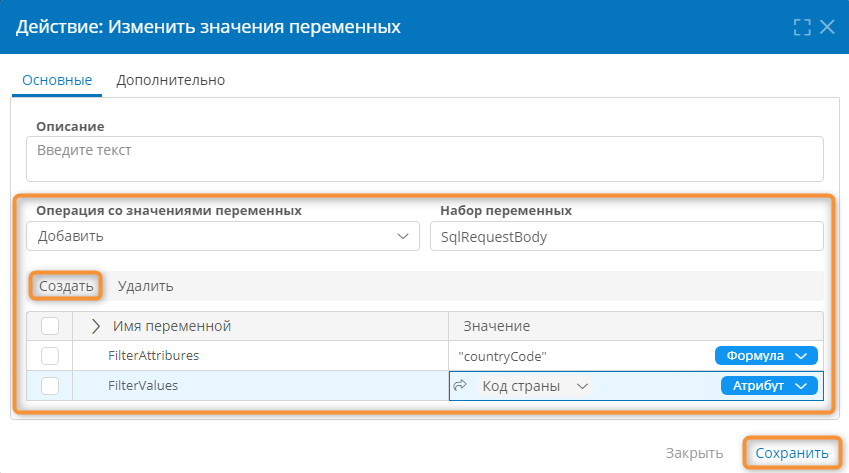 Действие: Изменить значения переменных
Основные Дополнительно
Описание
Введите текст
Операция со значениями переменных Набор переменных
Добавить SqlRequestBody
Создать Удалить
Имя переменной Значение
FilterAttribures "countryCode" Формула
FilterValues Код страны Атрибут
Закрыть Сохранить